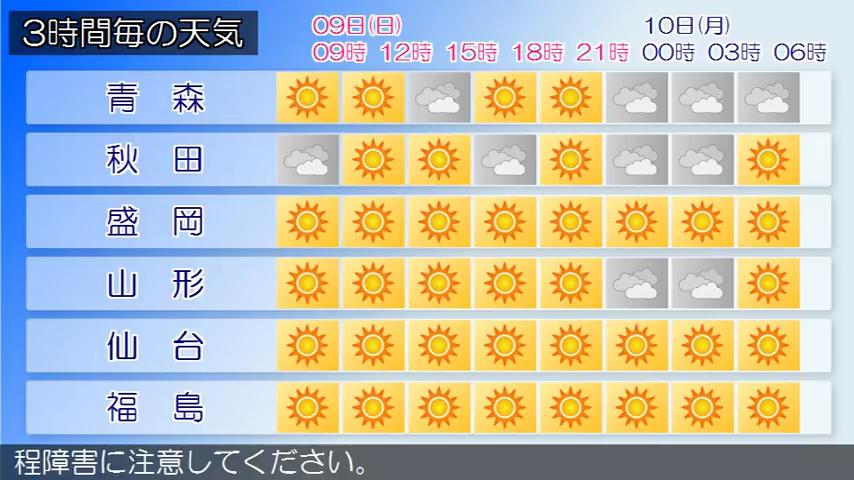 3時間毎の天気
09日(日) 10日(月)
09時 12時 15時 18時 21時 00時 03時 06時
青森
秋田
盛岡
山形
仙台
福島
程障害に注意してください。